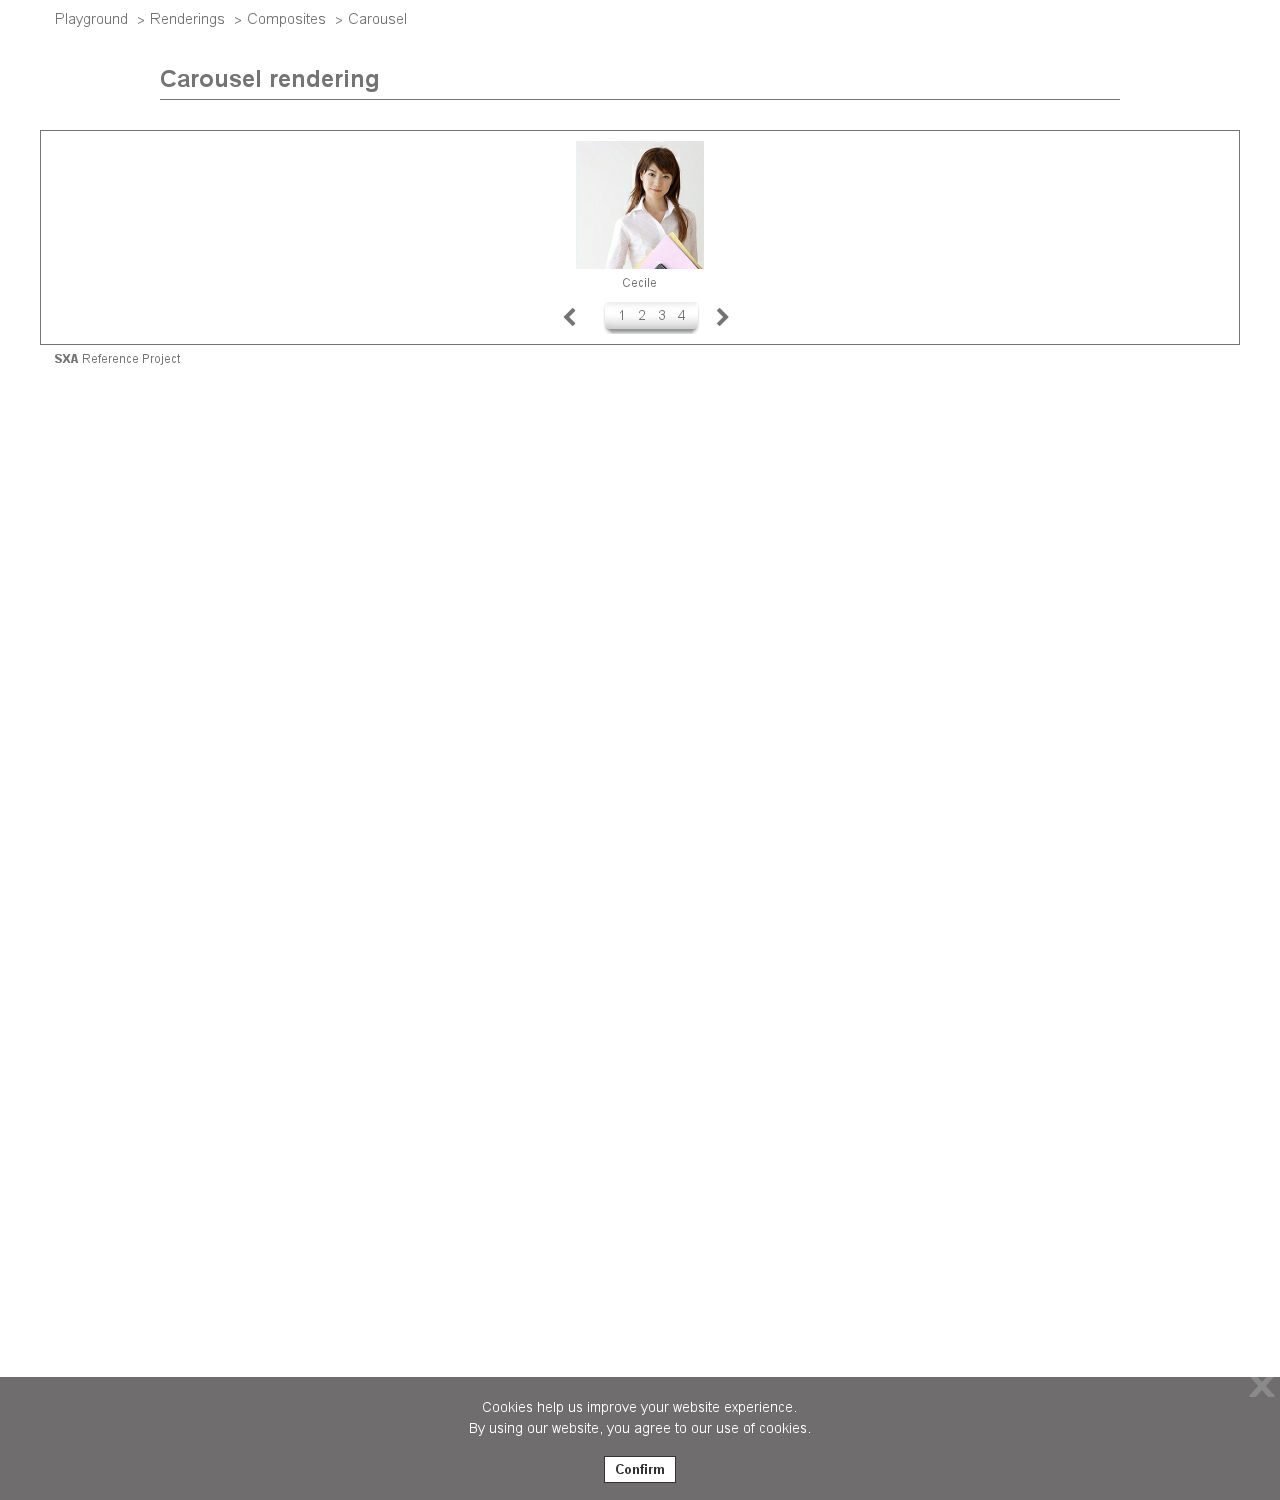 Playground > Renderings > Composites > Carousel
Carousel rendering
Cecile
1 2 3 4
SXA Reference Project
Cookies help us improve your website experience.
By using our website, you agree to our use of cookies.
Confirm